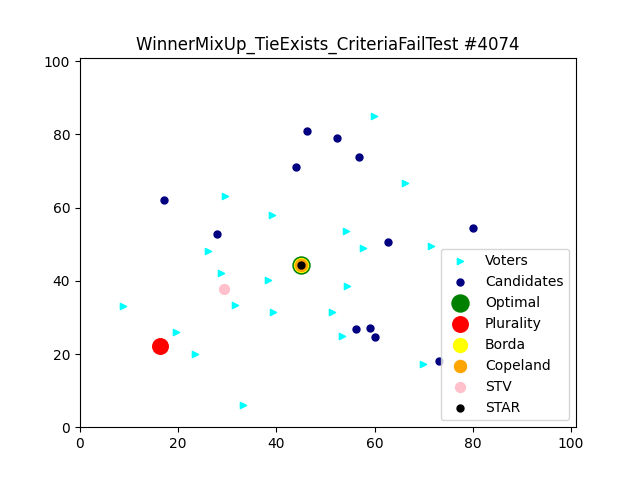 WinnerMixUp_TieExists_CriteriaFailTest #4074
100
80
60
40
20
0
0 20 40 60 80 100
Voters
Candidates
Optimal
Plurality
Borda
Copeland
STV
STAR